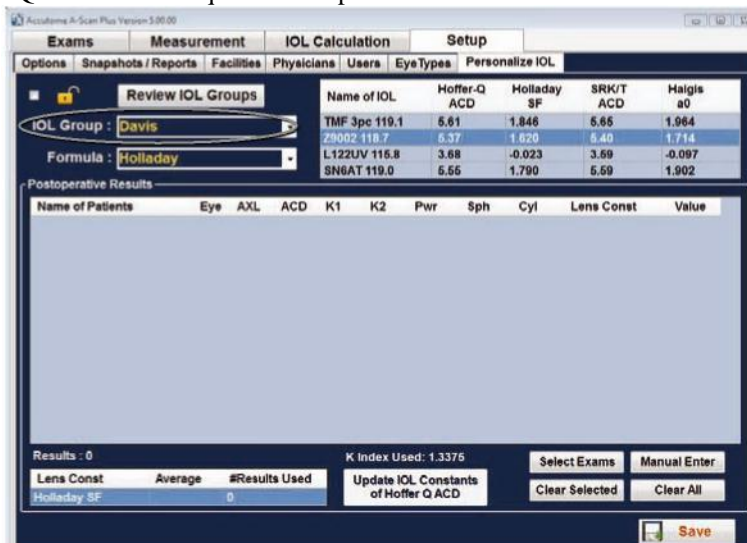 Accutome A-Scan Plus Version 3.00.00
Exams Measurement IOL Calculation Setup
Options Snapshots / Reports Facilities Physicians Users EyeTypes Personalize IOL
Review IOL Groups
IOL Group : Davis
Formula : Holladay
Name of IOL Hoffer-Q ACD Holladay SF SRK/T ACD Haigis a0
TMF 3pc 119.1 5.61 1.846 5.65 1.964
Z9002 118.7 5.37 1.620 5.40 1.714
L122UV 115.8 3.68 -0.023 3.59 -0.097
SN6AT 119.0 5.55 1.790 5.59 1.902
Postoperative Results
Name of Patients Eye AXL ACD K1 K2 Pwr Sph Cyl Lens Const Value
Results : 0
K Index Used: 1.3375
Select Exams Manual Enter
Lens Const Average #Results Used
Holladay SF 0
Update IOL Constants
of Hoffer Q ACD
Clear Selected Clear All
Save